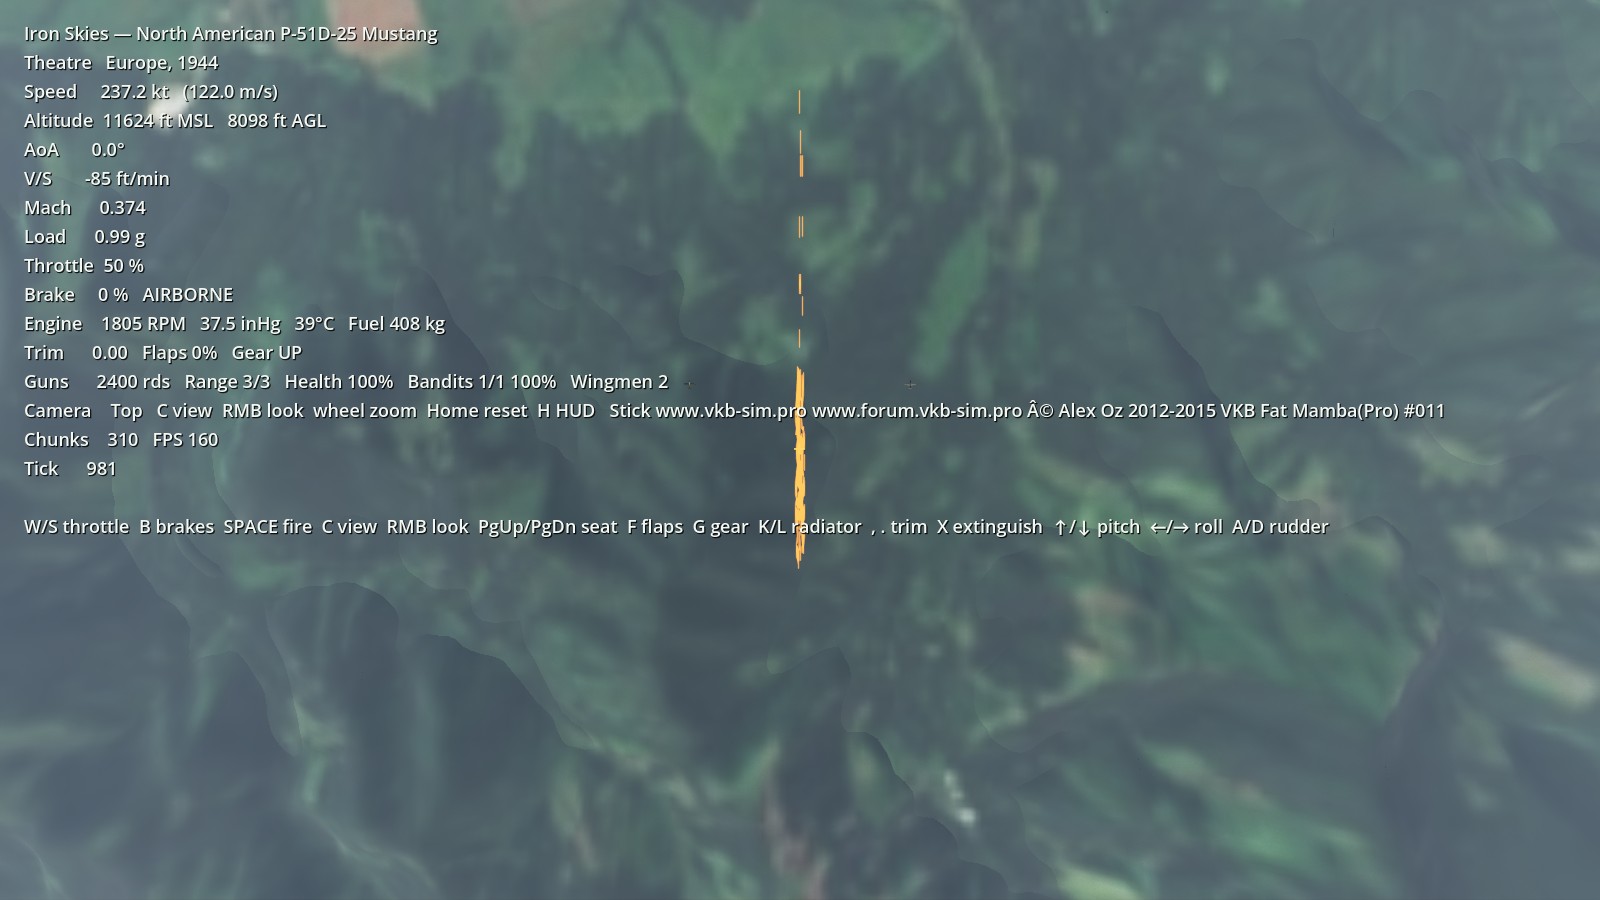 Iron Skies — North American P-51D-25 Mustang
Theatre Europe, 1944
Speed 237.2 kt (122.0 m/s)
Altitude 11624 ft MSL 8098 ft AGL
AoA 0.0°
V/S -85 ft/min
Mach 0.374
Load 0.99 g
Throttle 50 %
Brake 0 % AIRBORNE
Engine 1805 RPM 37.5 inHg 39°C Fuel 408 kg
Trim 0.00 Flaps 0% Gear UP
Guns 2400 rds Range 3/3 Health 100% Bandits 1/1 100% Wingmen 2
Camera Top C view RMB look wheel zoom Home reset H HUD Stick www.vkb-sim.pro www.forum.vkb-sim.pro Â© Alex Oz 2012-2015 VKB Fat Mamba(Pro) #011
Chunks 310 FPS 160
Tick 981
W/S throttle B brakes SPACE fire C view RMB look PgUp/PgDn seat F flaps G gear K/L radiator , . trim X extinguish ↑/↓ pitch ←/→ roll A/D rudder